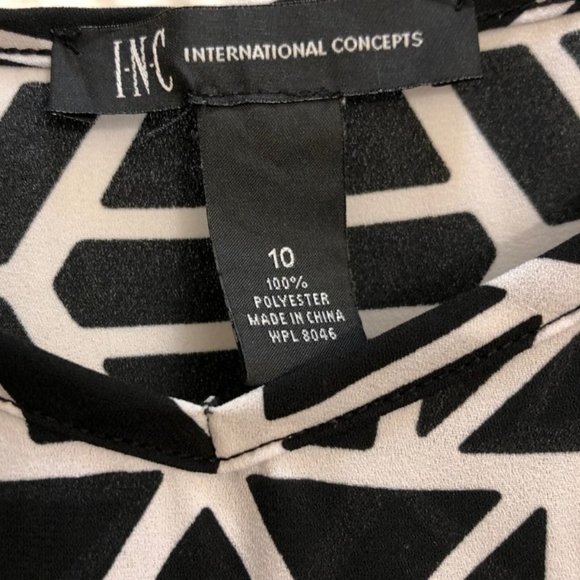 I·N·C INTERNATIONAL CONCEPTS
10
100%
POLYESTER
MADE IN CHINA
WPL 8046